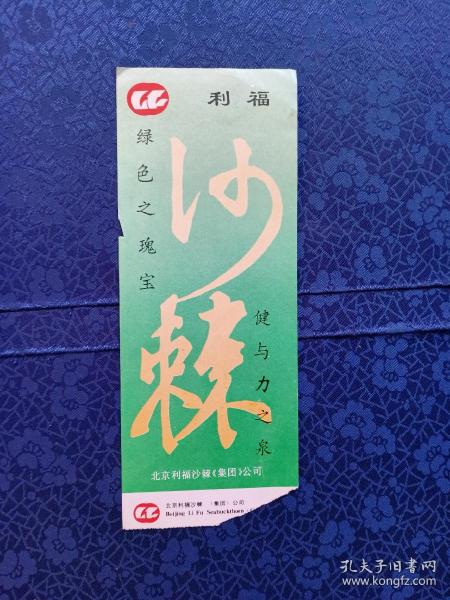 利福
绿色之瑰宝
沙棘
健与力之泉
北京利福沙棘《集团》公司
北京利福沙棘 （集团）公司
Beijing Li Fu Seabuckthorn
孔夫子旧书网
www.kongfz.com